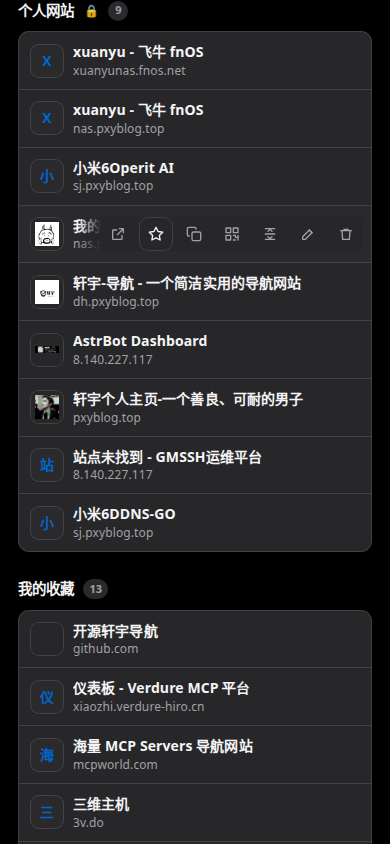 个人网站 🔒 9
X
xuanyu - 飞牛 fnOS
xuanyunas.fnos.net
X
xuanyu - 飞牛 fnOS
nas.pxyblog.top
小
小米6Operit AI
sj.pxyblog.top
我的
nas.
轩宇-导航 - 一个简洁实用的导航网站
dh.pxyblog.top
AstrBot Dashboard
8.140.227.117
轩宇个人主页-一个善良、可耐的男子
pxyblog.top
站
站点未找到 - GMSSH运维平台
8.140.227.117
小
小米6DDNS-GO
sj.pxyblog.top
我的收藏 13
开源轩宇导航
github.com
仪
仪表板 - Verdure MCP 平台
xiaozhi.verdure-hiro.cn
海
海量 MCP Servers 导航网站
mcpworld.com
三
三维主机
3v.do